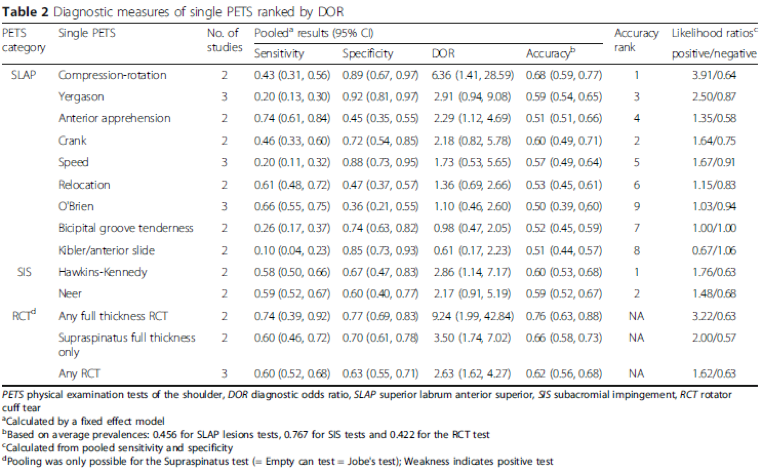 Table 2 Diagnostic measures of single PETS ranked by DOR
PETS category Single PETS No. of studies Pooledᵃ results (95% CI) Accuracy rank Likelihood ratiosᶜ positive/negative
Sensitivity Specificity DOR Accuracyᵇ
SLAP Compression-rotation 2 0.43 (0.31, 0.56) 0.89 (0.67, 0.97) 6.36 (1.41, 28.59) 0.68 (0.59, 0.77) 1 3.91/0.64
Yergason 3 0.20 (0.13, 0.30) 0.92 (0.81, 0.97) 2.91 (0.94, 9.08) 0.59 (0.54, 0.65) 3 2.50/0.87
Anterior apprehension 2 0.74 (0.61, 0.84) 0.45 (0.35, 0.55) 2.29 (1.12, 4.69) 0.51 (0.51, 0.66) 4 1.35/0.58
Crank 2 0.46 (0.33, 0.60) 0.72 (0.54, 0.85) 2.18 (0.82, 5.78) 0.60 (0.49, 0.71) 2 1.64/0.75
Speed 3 0.20 (0.11, 0.32) 0.88 (0.73, 0.95) 1.73 (0.53, 5.65) 0.57 (0.49, 0.64) 5 1.67/0.91
Relocation 2 0.61 (0.48, 0.72) 0.47 (0.37, 0.57) 1.36 (0.69, 2.66) 0.53 (0.45, 0.61) 6 1.15/0.83
O'Brien 3 0.66 (0.55, 0.75) 0.36 (0.21, 0.55) 1.10 (0.46, 2.60) 0.50 (0.39, 0,60) 9 1.03/0.94
Bicipital groove tenderness 2 0.26 (0.17, 0.37) 0.74 (0.63, 0.82) 0.98 (0.47, 2.05) 0.52 (0.45, 0.59) 7 1.00/1.00
Kibler/anterior slide 2 0.10 (0.04, 0.23) 0.85 (0.73, 0.93) 0.61 (0.17, 2.23) 0.51 (0.44, 0.57) 8 0.67/1.06
SIS Hawkins-Kennedy 2 0.58 (0.50, 0.66) 0.67 (0.47, 0.83) 2.86 (1.14, 7.17) 0.60 (0.53, 0.68) 1 1.76/0.63
Neer 2 0.59 (0.52, 0.67) 0.60 (0.40, 0.77) 2.17 (0.91, 5.19) 0.59 (0.52, 0.67) 2 1.48/0.68
RCTᵈ Any full thickness RCT 2 0.74 (0.39, 0.92) 0.77 (0.69, 0.83) 9.24 (1.99, 42.84) 0.76 (0.63, 0.88) NA 3.22/0.63
Supraspinatus full thickness 2 0.60 (0.46, 0.72) 0.70 (0.61, 0.78) 3.50 (1.74, 7.02) 0.66 (0.58, 0.73) NA 2.00/0.57
only
Any RCT 3 0.60 (0.52, 0.68) 0.63 (0.55, 0.71) 2.63 (1.62, 4.27) 0.62 (0.56, 0.68) NA 1.62/0.63
PETS physical examination tests of the shoulder, DOR diagnostic odds ratio, SLAP superior labrum anterior superior, SIS subacromial impingement, RCT rotator
cuff tear
ᵃCalculated by a fixed effect model
ᵇBased on average prevalences: 0.456 for SLAP lesions tests, 0.767 for SIS tests and 0.422 for the RCT test
ᶜCalculated from pooled sensitivity and specificity
ᵈPooling was only possible for the Supraspinatus test (= Empty can test = Jobe's test); Weakness indicates positive test